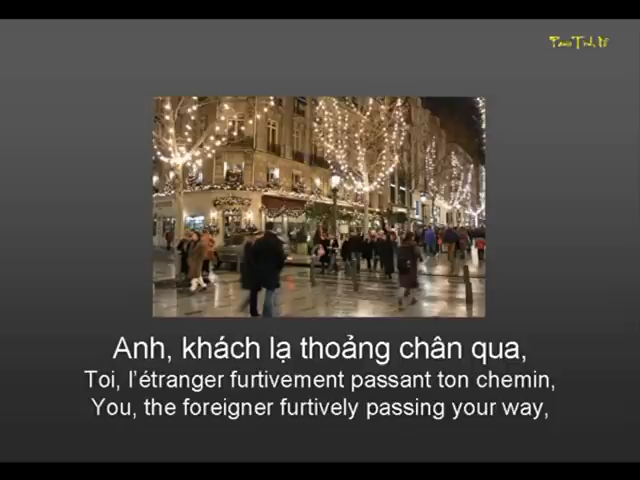 Anh, khách lạ thoảng chân qua,
Toi, l'étranger furtivement passant ton chemin,
You, the foreigner furtively passing your way,